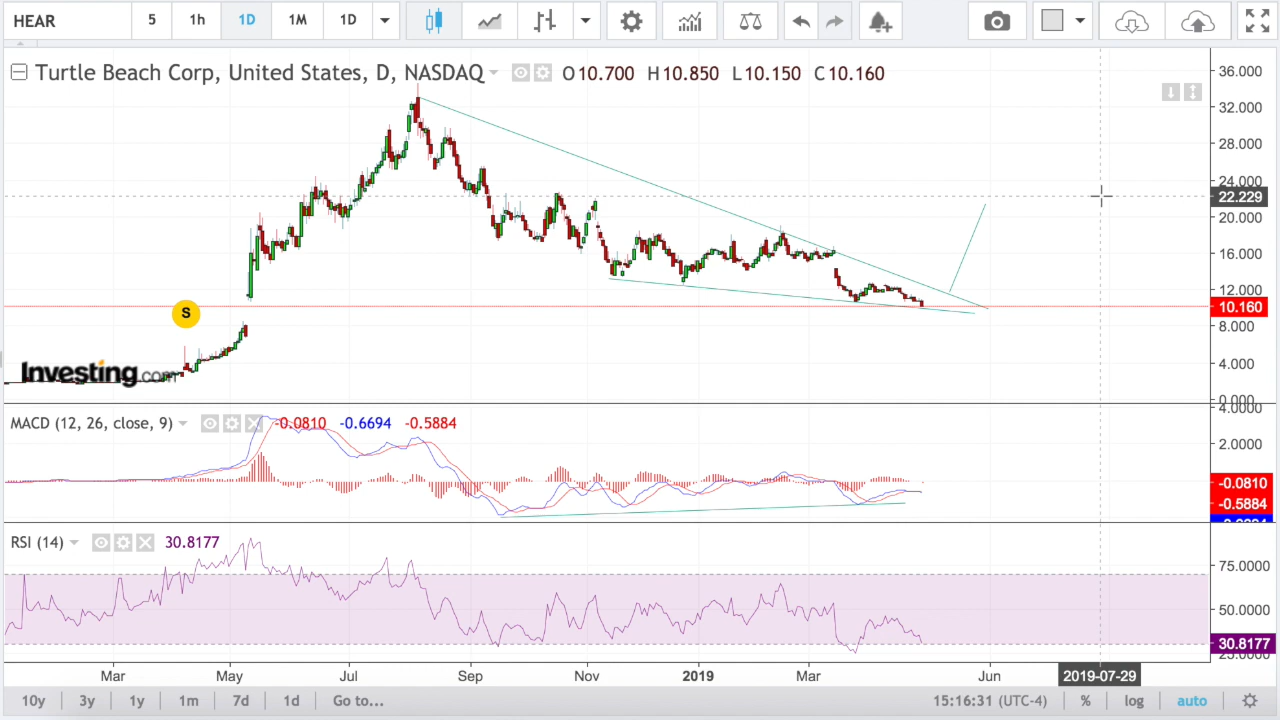 HEAR 5 1h 1D 1M 1D
Turtle Beach Corp, United States, D, NASDAQ O10.700 H10.850 L10.150 C10.160
36.000
32.000
28.000
24.000
22.229
20.000
16.000
12.000
10.160
8.000
4.000
0.000
S
Investing.com
MACD (12, 26, close, 9) -0.0810 -0.6694 -0.5884
4.0000
2.0000
-0.0810
-0.5884
RSI (14) 30.8177
75.0000
50.0000
30.8177
25.0000
Mar May Jul Sep Nov 2019 Mar Jun 2019-07-29
10y 3y 1y 1m 7d 1d Go to... 15:16:31 (UTC-4) % log auto